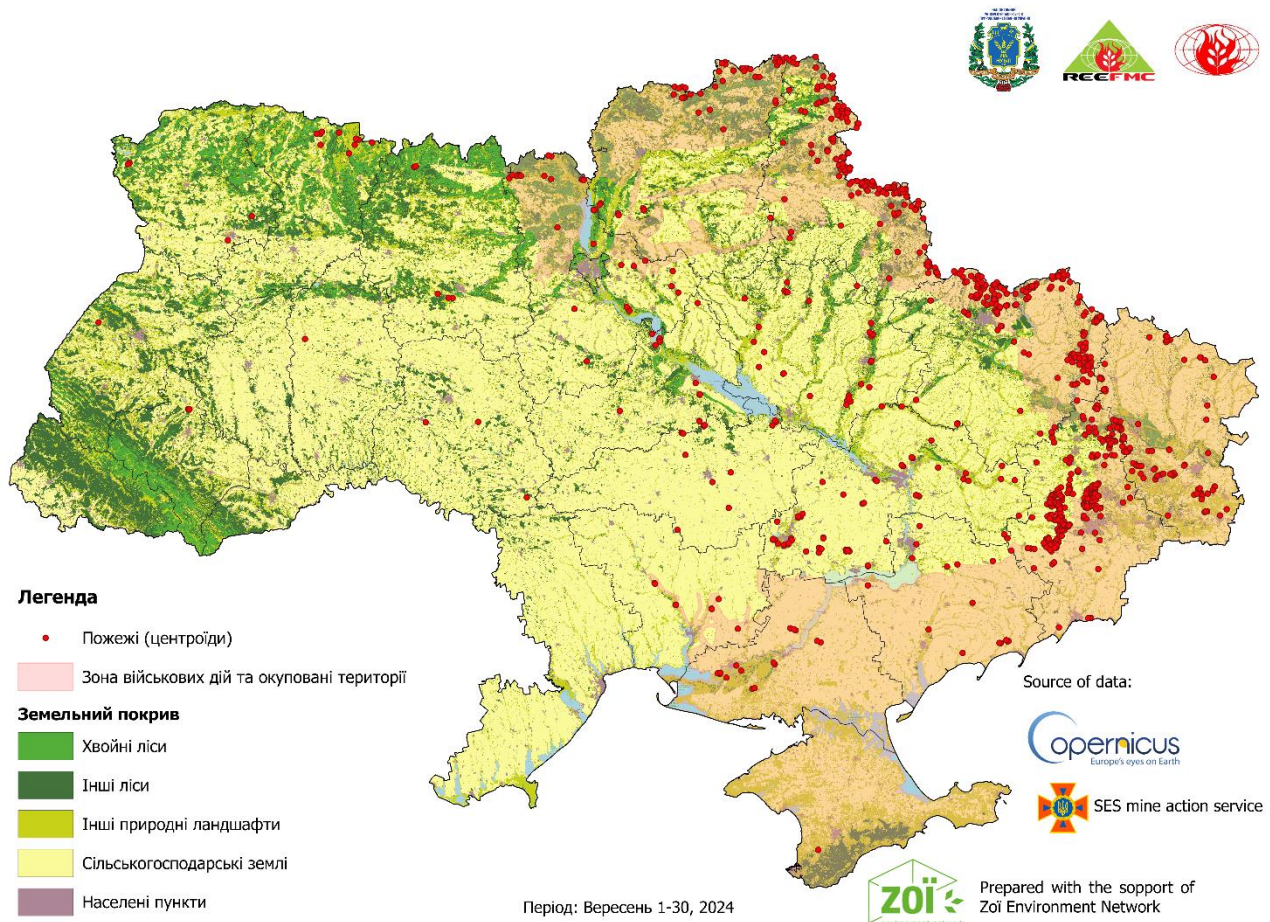 REEFMC
Легенда
Пожежі (центроїди)
Зона військових дій та окуповані території
Земельний покрив
Хвойні ліси
Інші ліси
Інші природні ландшафти
Сільськогосподарські землі
Населені пункти
Період: Вересень 1-30, 2024
Source of data:
opernicus
Europe's eyes on Earth
SES mine action service
zoï
Prepared with the sopport of
Zoï Environment Network